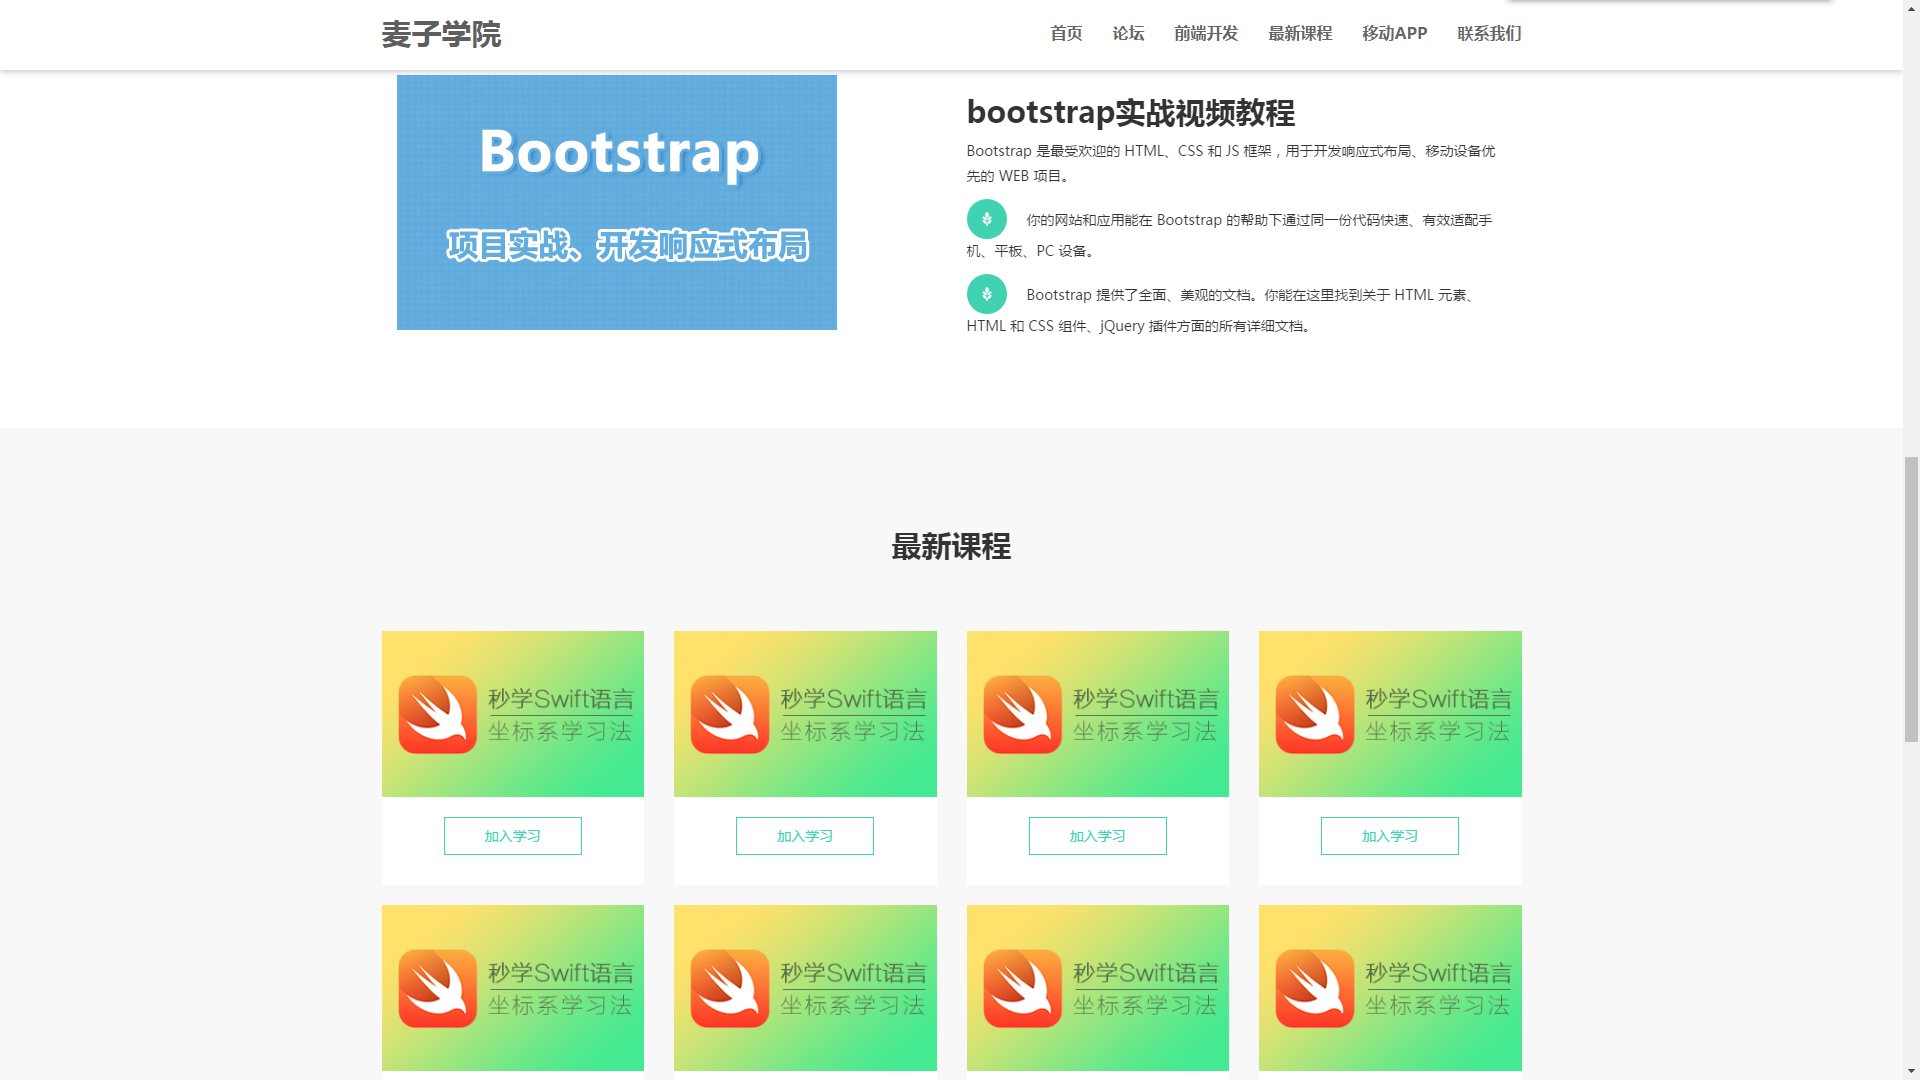 麦子学院
首页 论坛 前端开发 最新课程 移动APP 联系我们
Bootstrap
项目实战、开发响应式布局
bootstrap实战视频教程
Bootstrap 是最受欢迎的 HTML、CSS 和 JS 框架，用于开发响应式布局、移动设备优
先的 WEB 项目。
你的网站和应用能在 Bootstrap 的帮助下通过同一份代码快速、有效适配手
机、平板、PC 设备。
Bootstrap 提供了全面、美观的文档。你能在这里找到关于 HTML 元素、
HTML 和 CSS 组件、jQuery 插件方面的所有详细文档。
最新课程
秒学Swift语言
坐标系学习法
加入学习
秒学Swift语言
坐标系学习法
加入学习
秒学Swift语言
坐标系学习法
加入学习
秒学Swift语言
坐标系学习法
加入学习
秒学Swift语言
坐标系学习法
秒学Swift语言
坐标系学习法
秒学Swift语言
坐标系学习法
秒学Swift语言
坐标系学习法